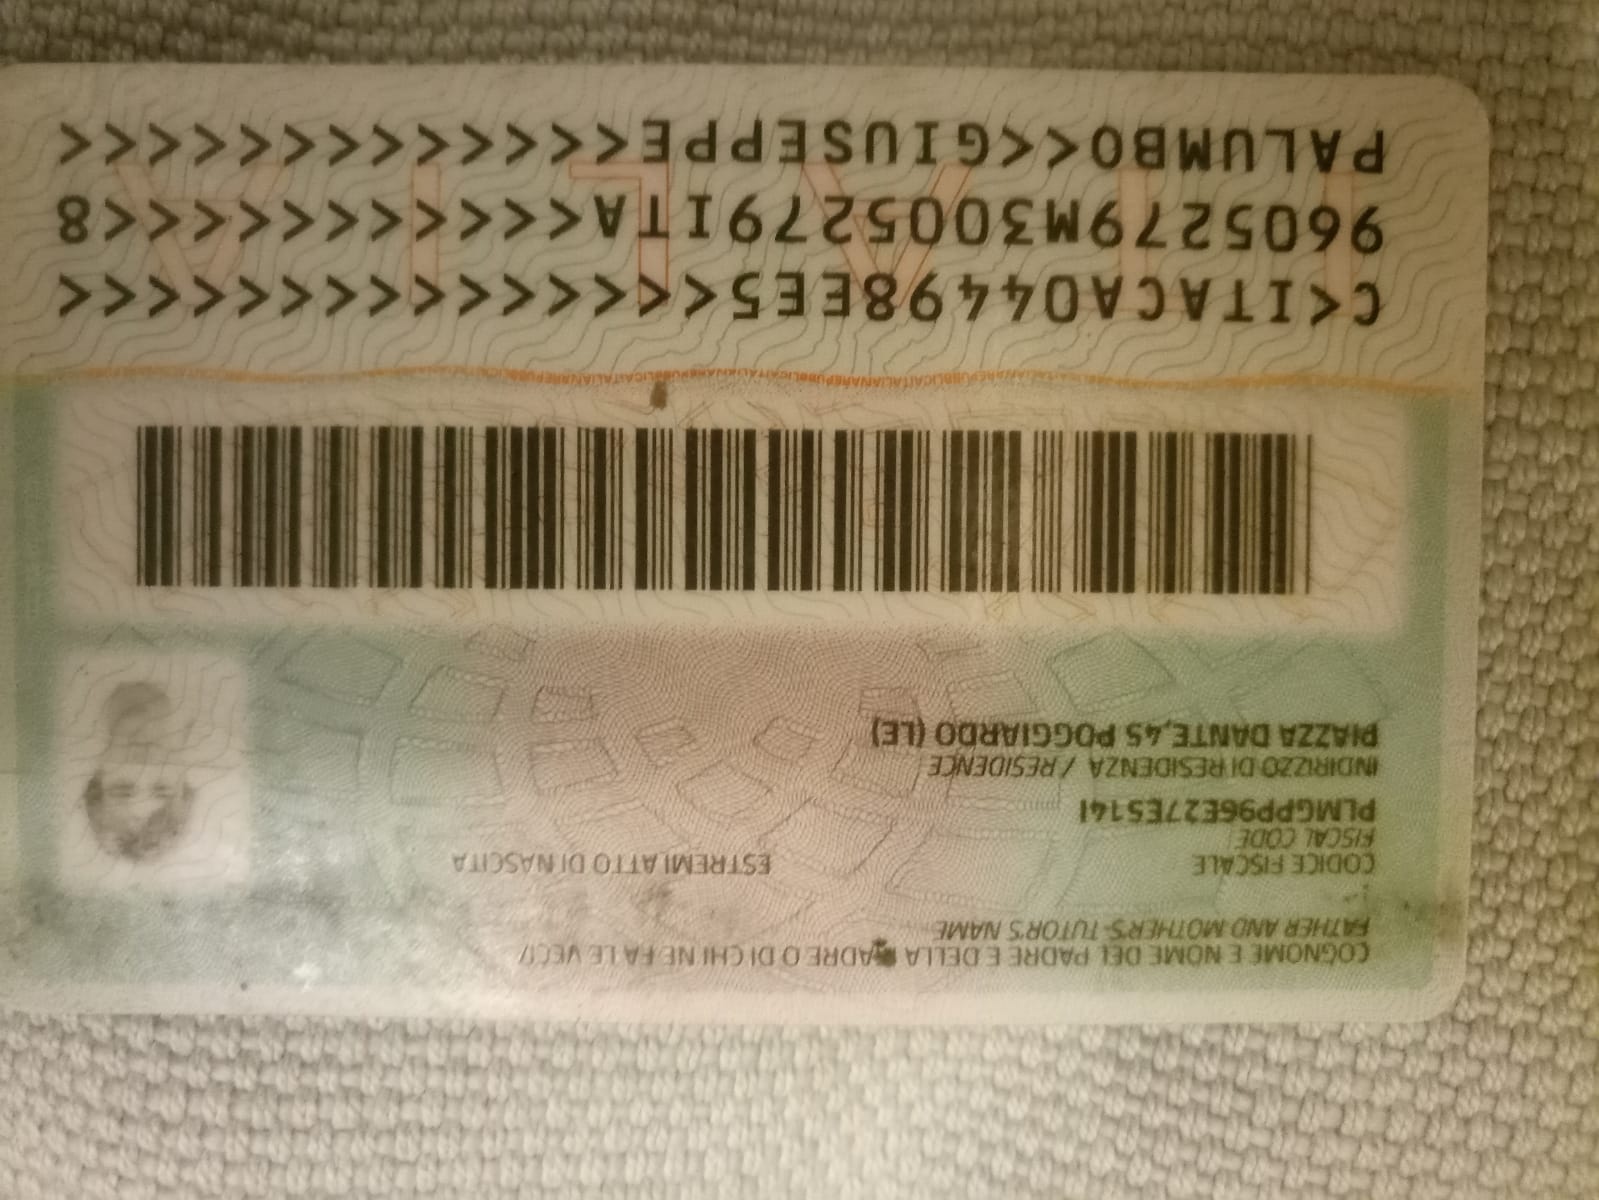 COGNOME E NOME DEL PADRE E DELLA MADRE O DI CHI NE FA LE VECI/
FATHER AND MOTHER'S-TUTOR'S NAME
CODICE FISCALE
FISCAL CODE
ESTREMI ATTO DI NASCITA
PLMGPP96E27E514I
INDIRIZZO DI RESIDENZA / RESIDENCE
PIAZZA DANTE,45 POGGIARDO (LE)
C<ITACA04498EE5<<<<<<<<<<<<<<<
9605279M3005279ITA<<<<<<<<<<<8
PALUMBO<<GIUSEPPE<<<<<<<<<<<<<
ITALIA